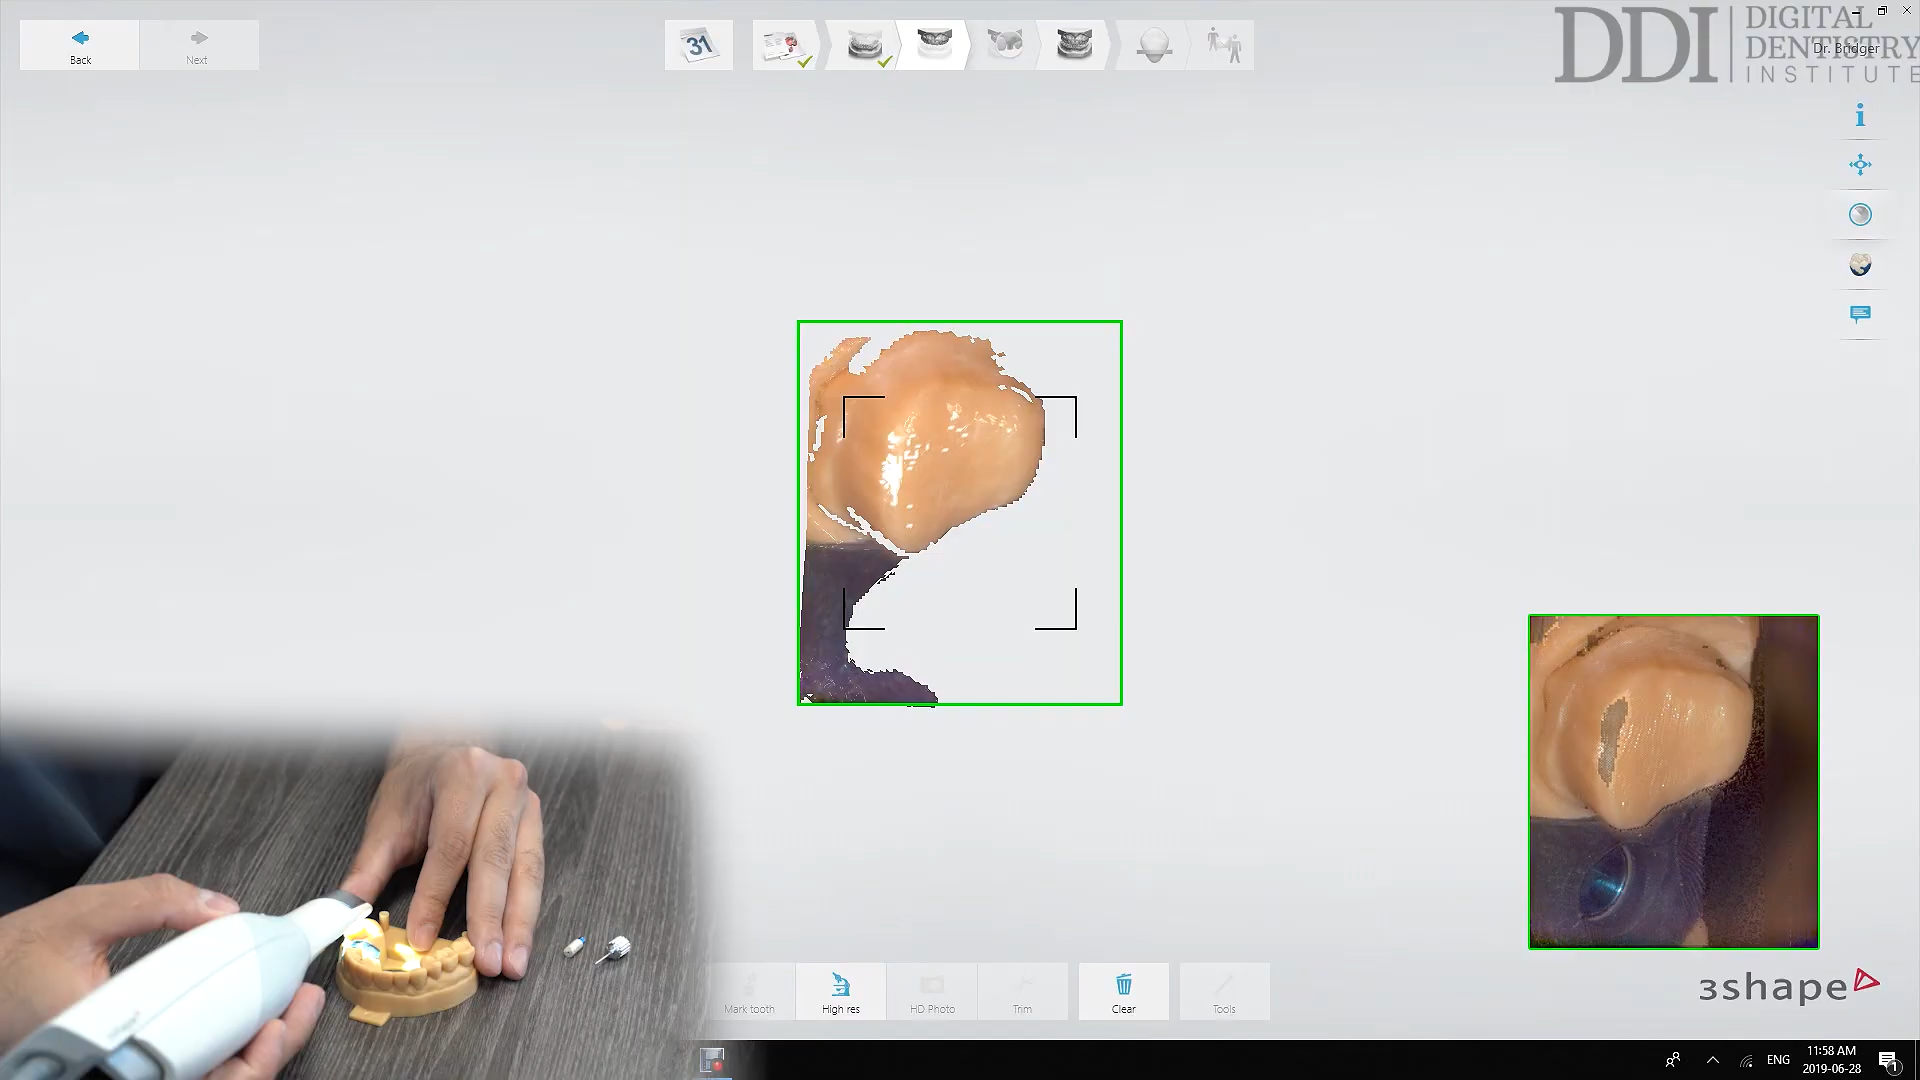 Back
Next
31
DDI
DIGITAL
DENTISTRY
INSTITUTE
Dr. Bridger
i
Mark tooth
High res
HD Photo
Trim
Clear
Tools
3shape
ENG
11:58 AM
2019-06-28
1